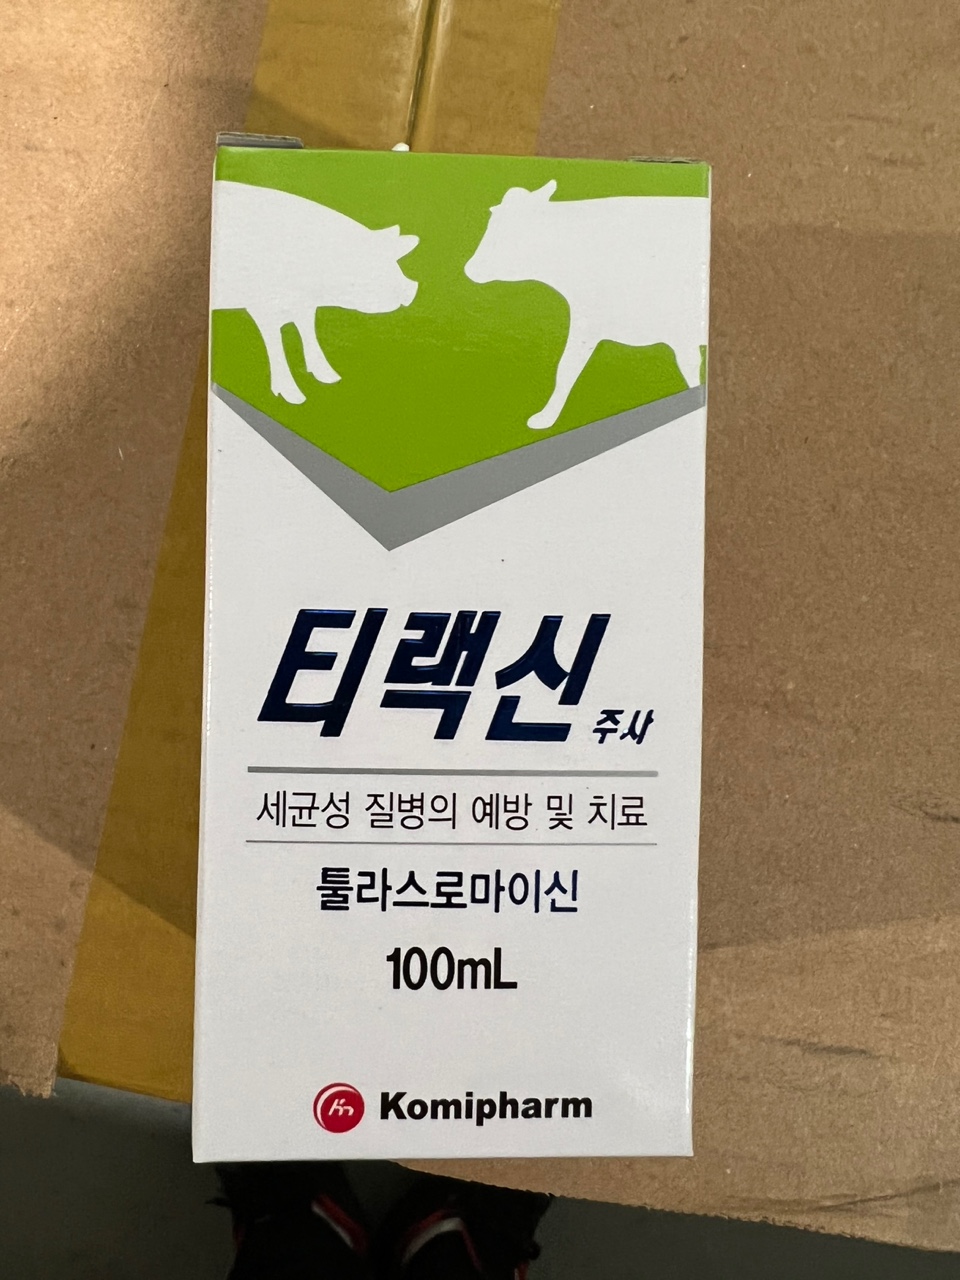 티랙신 주사
세균성 질병의 예방 및 치료
툴라스로마이신
100mL
Komipharm